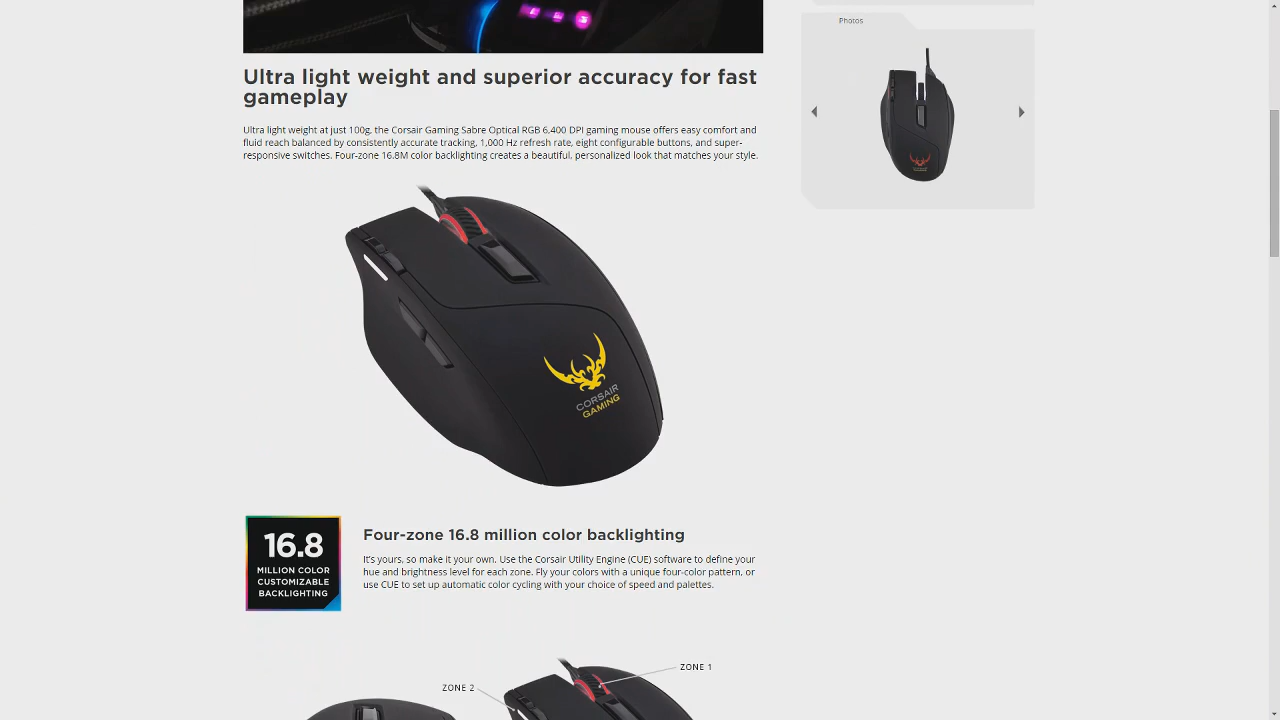 Photos
Ultra light weight and superior accuracy for fast
gameplay
Ultra light weight at just 100g, the Corsair Gaming Sabre Optical RGB 6,400 DPI gaming mouse offers easy comfort and
fluid reach balanced by consistently accurate tracking, 1,000 Hz refresh rate, eight configurable buttons, and super-
responsive switches. Four-zone 16.8M color backlighting creates a beautiful, personalized look that matches your style.
CORSAIR
GAMING
16.8
MILLION COLOR
CUSTOMIZABLE
BACKLIGHTING
Four-zone 16.8 million color backlighting
It's yours, so make it your own. Use the Corsair Utility Engine (CUE) software to define your
hue and brightness level for each zone. Fly your colors with a unique four-color pattern, or
use CUE to set up automatic color cycling with your choice of speed and palettes.
ZONE 1
ZONE 2